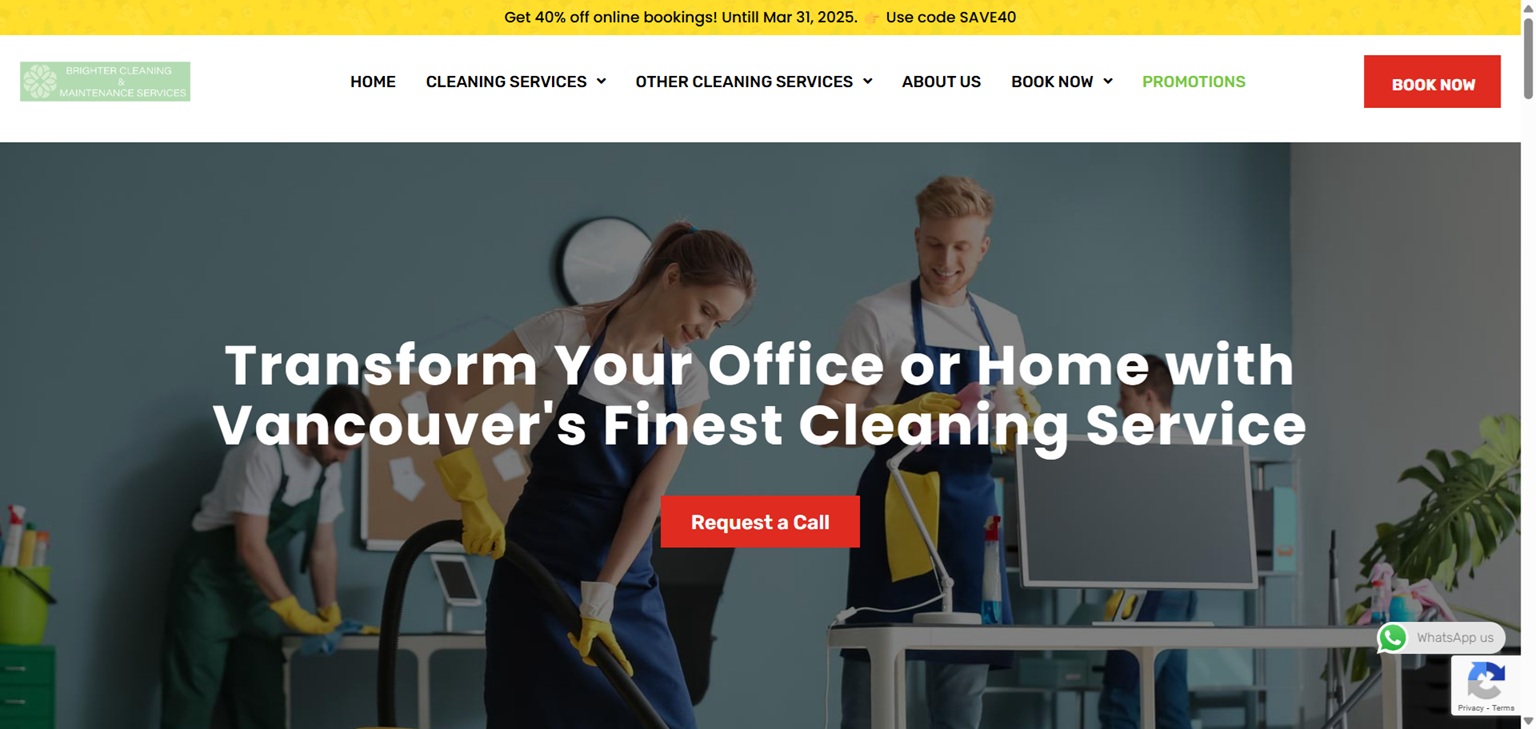 Get 40% off online bookings! Untill Mar 31, 2025. 👉 Use code SAVE40
BRIGHTER CLEANING
&
MAINTENANCE SERVICES
HOME CLEANING SERVICES OTHER CLEANING SERVICES ABOUT US BOOK NOW PROMOTIONS
BOOK NOW
Transform Your Office or Home with
Vancouver's Finest Cleaning Service
Request a Call
WhatsApp us
Privacy - Terms